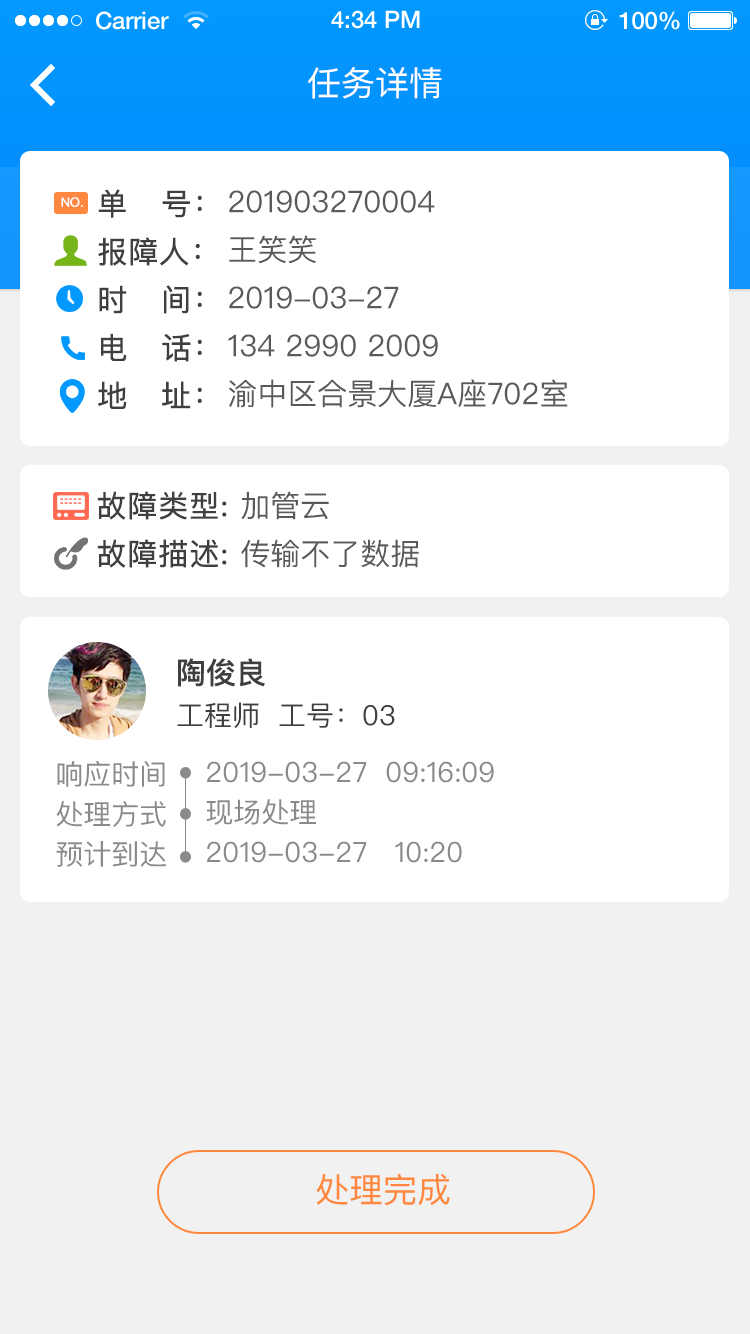 Carrier 4:34 PM 100%
任务详情
NO. 单 号： 201903270004
报障人： 王笑笑
时 间： 2019-03-27
电 话： 134 2990 2009
地 址： 渝中区合景大厦A座702室
故障类型: 加管云
故障描述: 传输不了数据
陶俊良
工程师 工号：03
响应时间 2019-03-27 09:16:09
处理方式 现场处理
预计到达 2019-03-27 10:20
处理完成